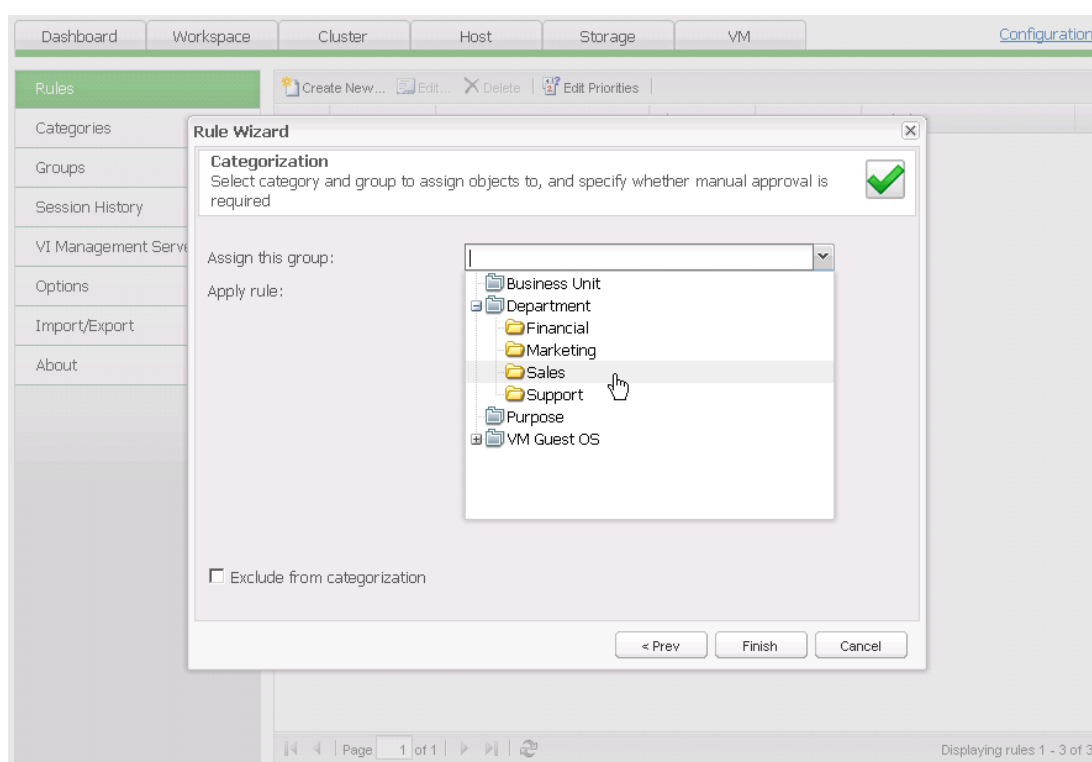 Dashboard Workspace Cluster Host Storage VM Configuration
Rules
Create New... Edit... Delete Edit Priorities
Categories
Groups
Session History
VI Management Serve
Options
Import/Export
About
Rule Wizard
Categorization
Select category and group to assign objects to, and specify whether manual approval is
required
Assign this group:
Apply rule:
Business Unit
Department
Financial
Marketing
Sales
Support
Purpose
VM Guest OS
Exclude from categorization
< Prev Finish Cancel
Page 1 of 1 Displaying rules 1 - 3 of 3